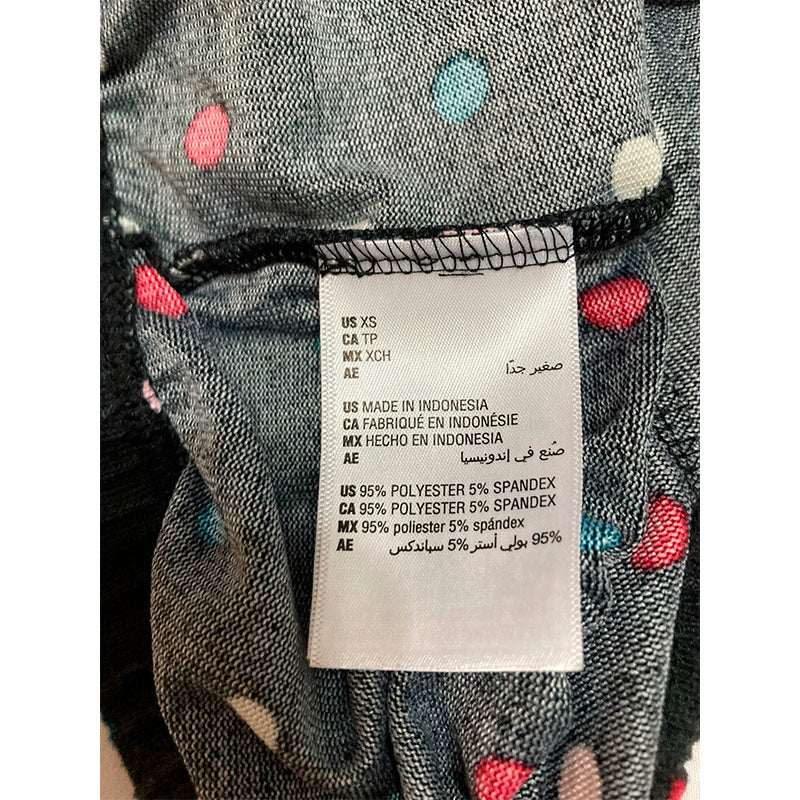 US XS
CA TP
MX XCH
AE صغير جدّا
US MADE IN INDONESIA
CA FABRIQUÉ EN INDONÉSIE
MX HECHO EN INDONESIA
AE صُنع في إندونيسيا
US 95% POLYESTER 5% SPANDEX
CA 95% POLYESTER 5% SPANDEX
MX 95% poliester 5% spándex
AE 95% بولي أستر 5% سباندكس